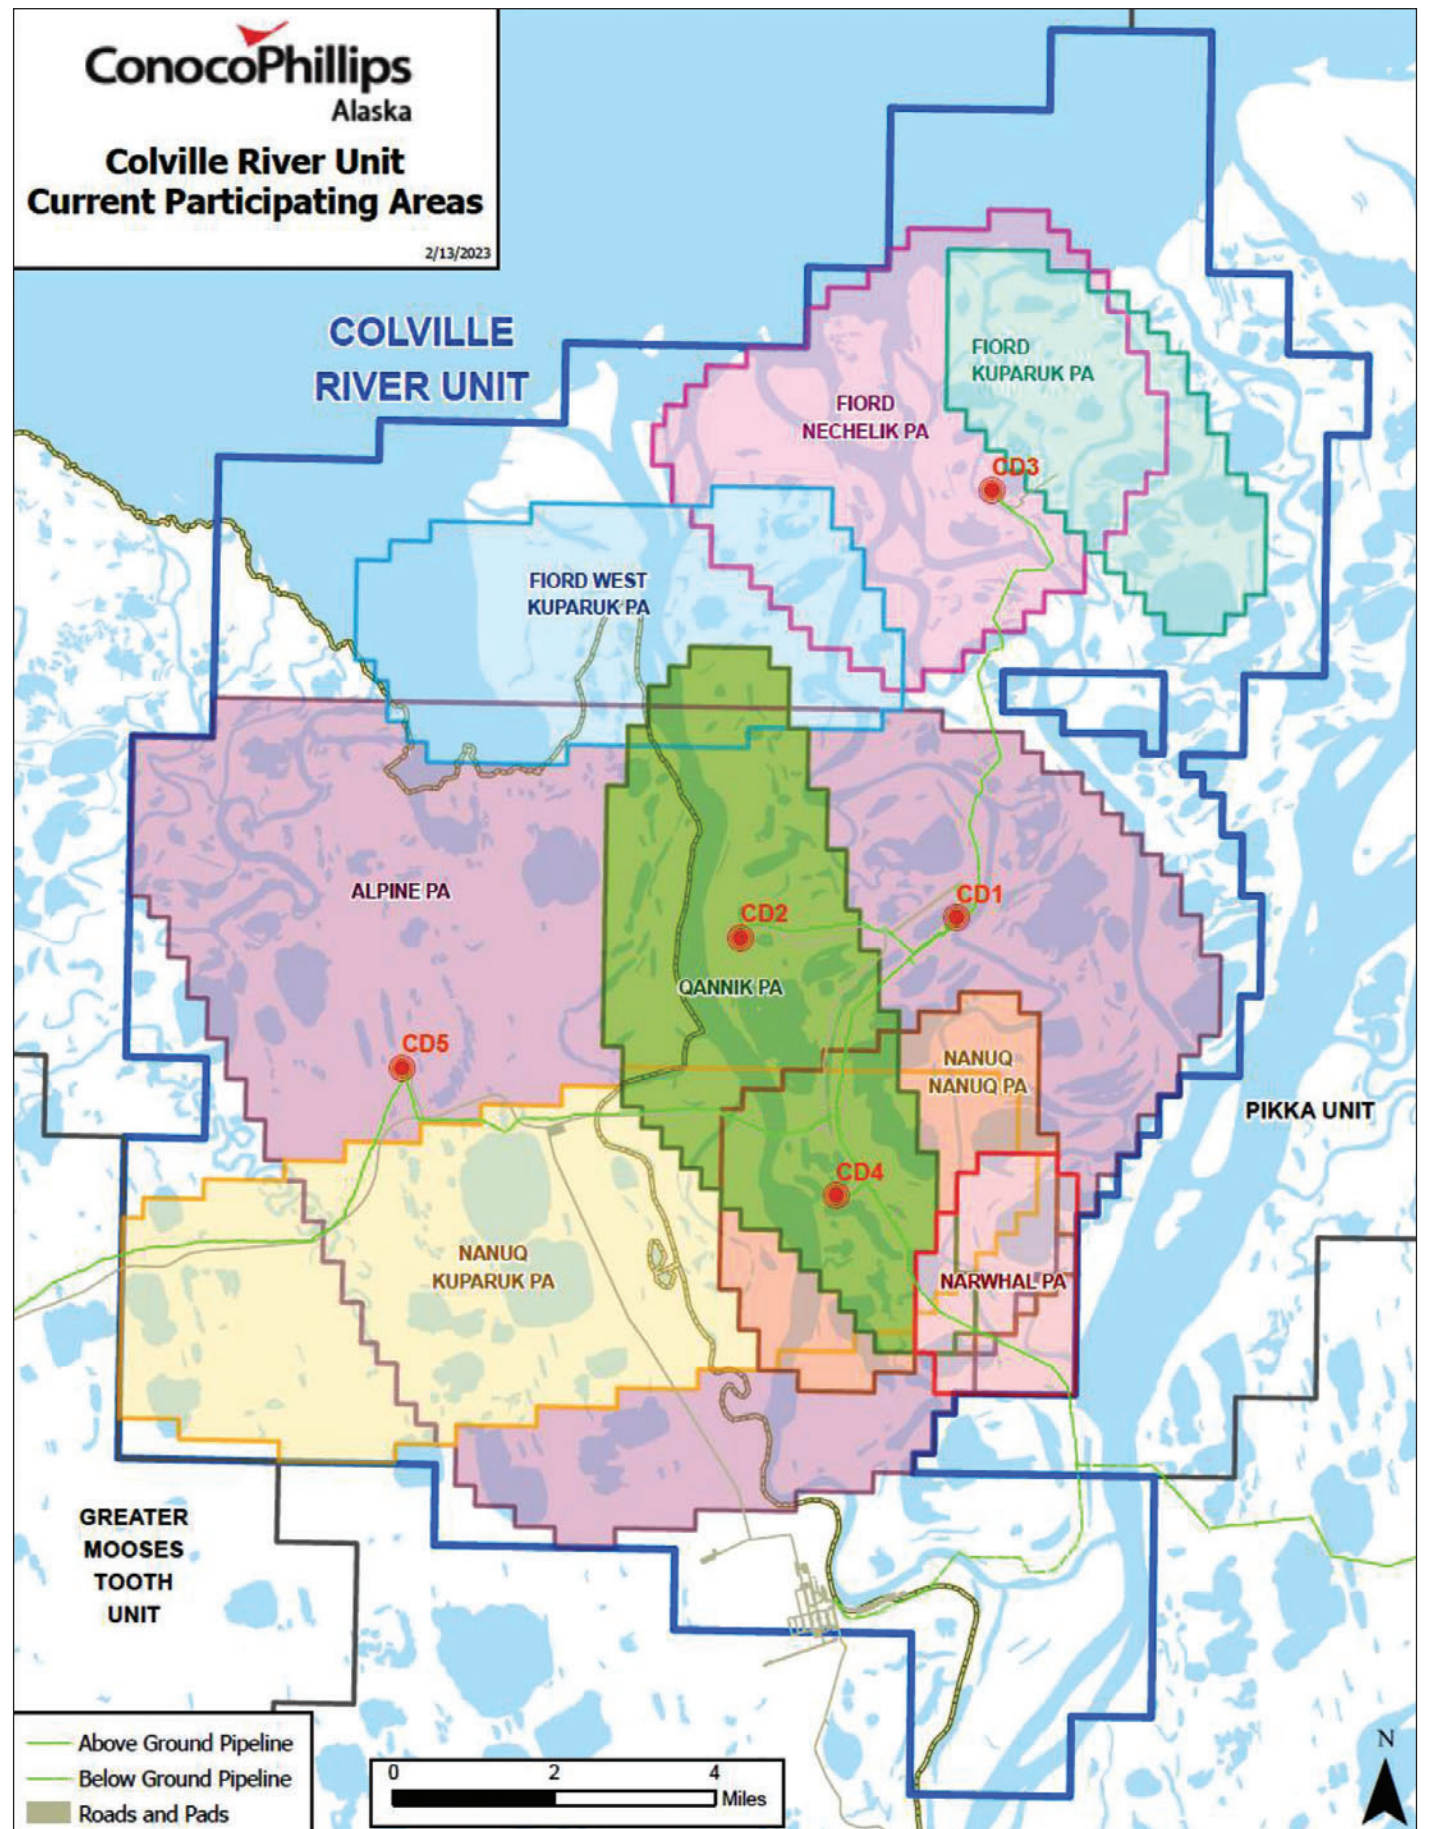 ConocoPhillips
Alaska
Colville River Unit
Current Participating Areas
2/13/2023
COLVILLE
RIVER UNIT
FIORD
KUPARUK PA
FIORD
NECHELIK PA
CD3
FIORD WEST
KUPARUK PA
ALPINE PA
CD2
CD1
QANNIK PA
CD5
NANUQ
NANUQ PA
PIKKA UNIT
CD4
NANUQ
KUPARUK PA
NARWHAL PA
GREATER
MOOSES
TOOTH
UNIT
Above Ground Pipeline
Below Ground Pipeline
Roads and Pads
0 2 4
Miles
N